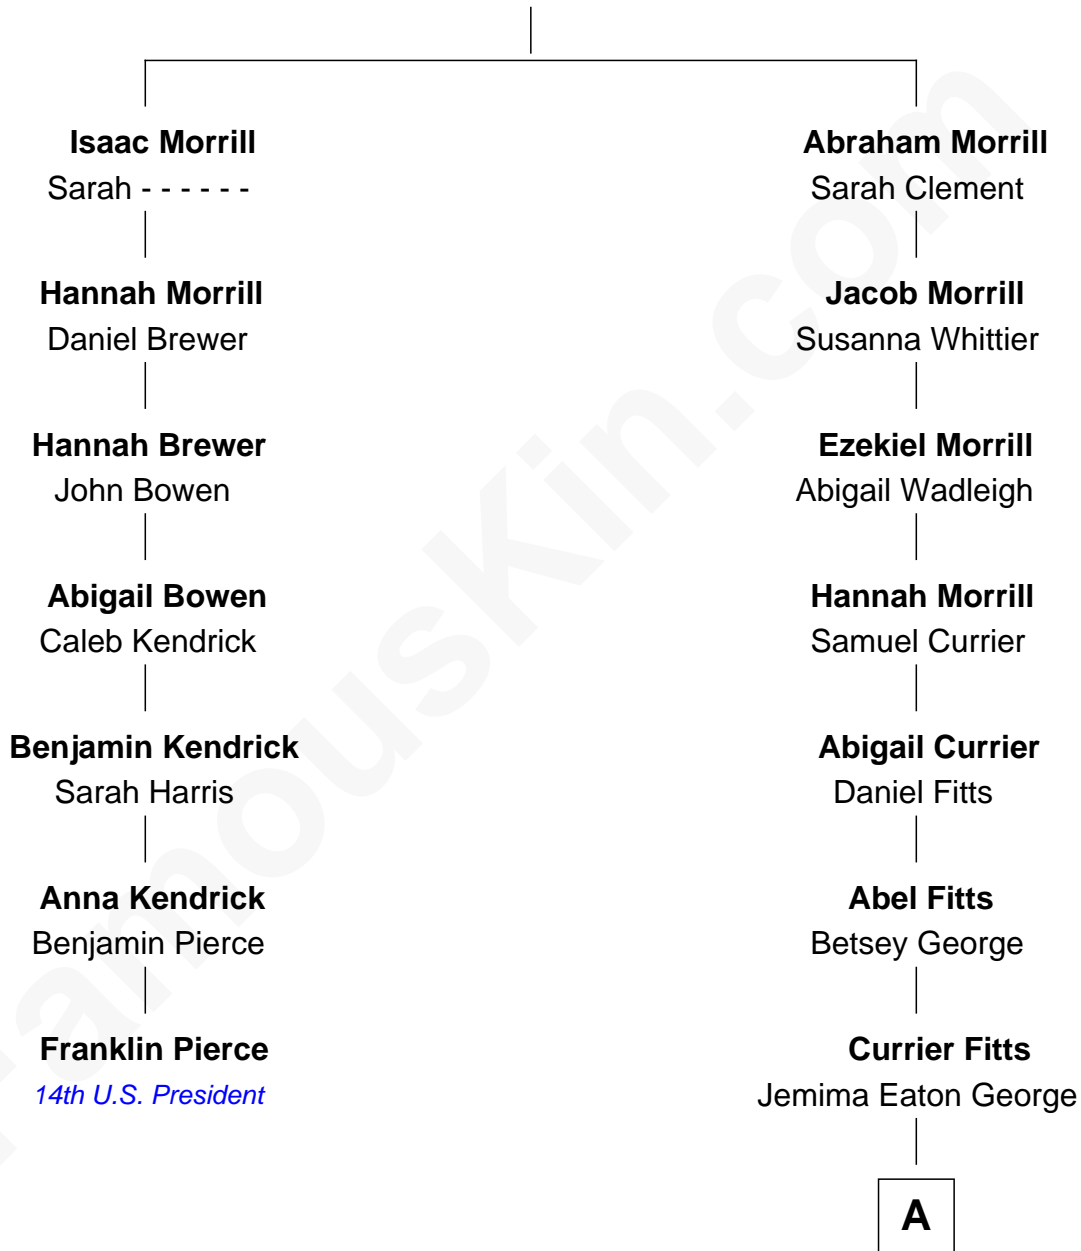 Isaac Morrill
Sarah - - - - - -
Hannah Morrill
Daniel Brewer
Hannah Brewer
John Bowen
Abigail Bowen
Caleb Kendrick
Benjamin Kendrick
Sarah Harris
Anna Kendrick
Benjamin Pierce
Franklin Pierce
14th U.S. President
Abraham Morrill
Sarah Clement
Jacob Morrill
Susanna Whittier
Ezekiel Morrill
Abigail Wadleigh
Hannah Morrill
Samuel Currier
Abigail Currier
Daniel Fitts
Abel Fitts
Betsey George
Currier Fitts
Jemima Eaton George
A
FamousKin.com